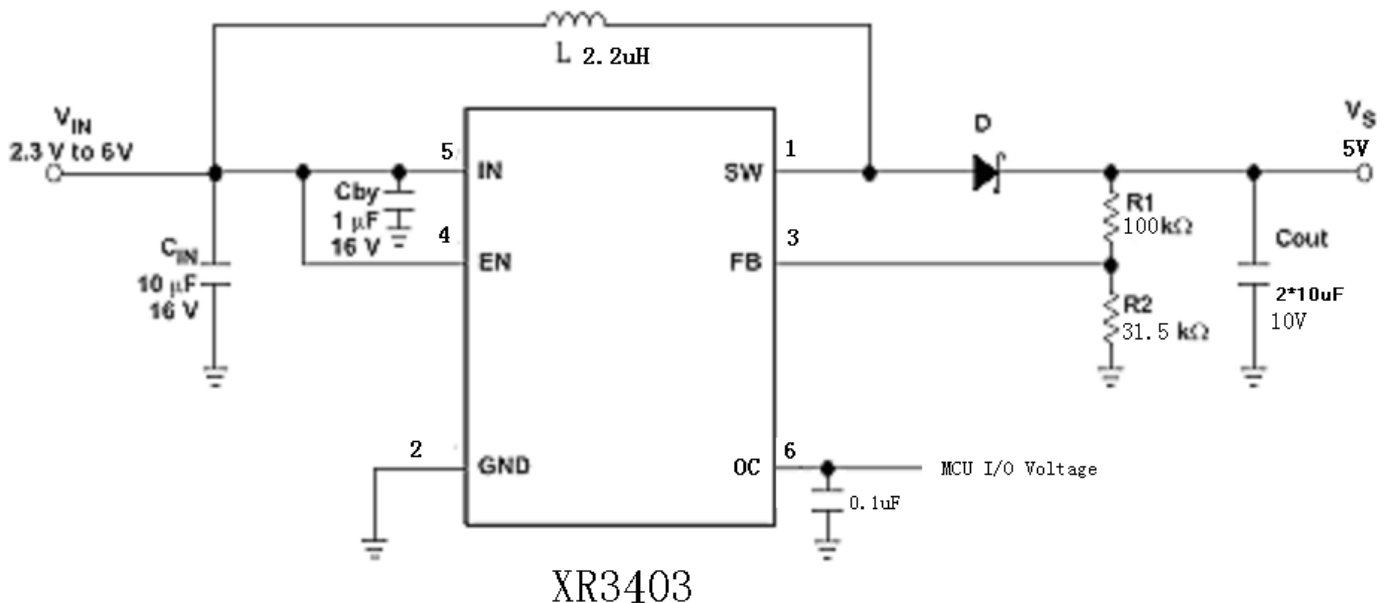 L 2.2uH
VIN
2.3 V to 6V
VS
5V
D
5
IN
SW
1
Cby
1 µF
16 V
R1
100kΩ
4
EN
FB
3
CIN
10 µF
16 V
Cout
2*10uF
10V
R2
31.5 kΩ
2
GND
OC
6
MCU I/O Voltage
0.1uF
XR3403